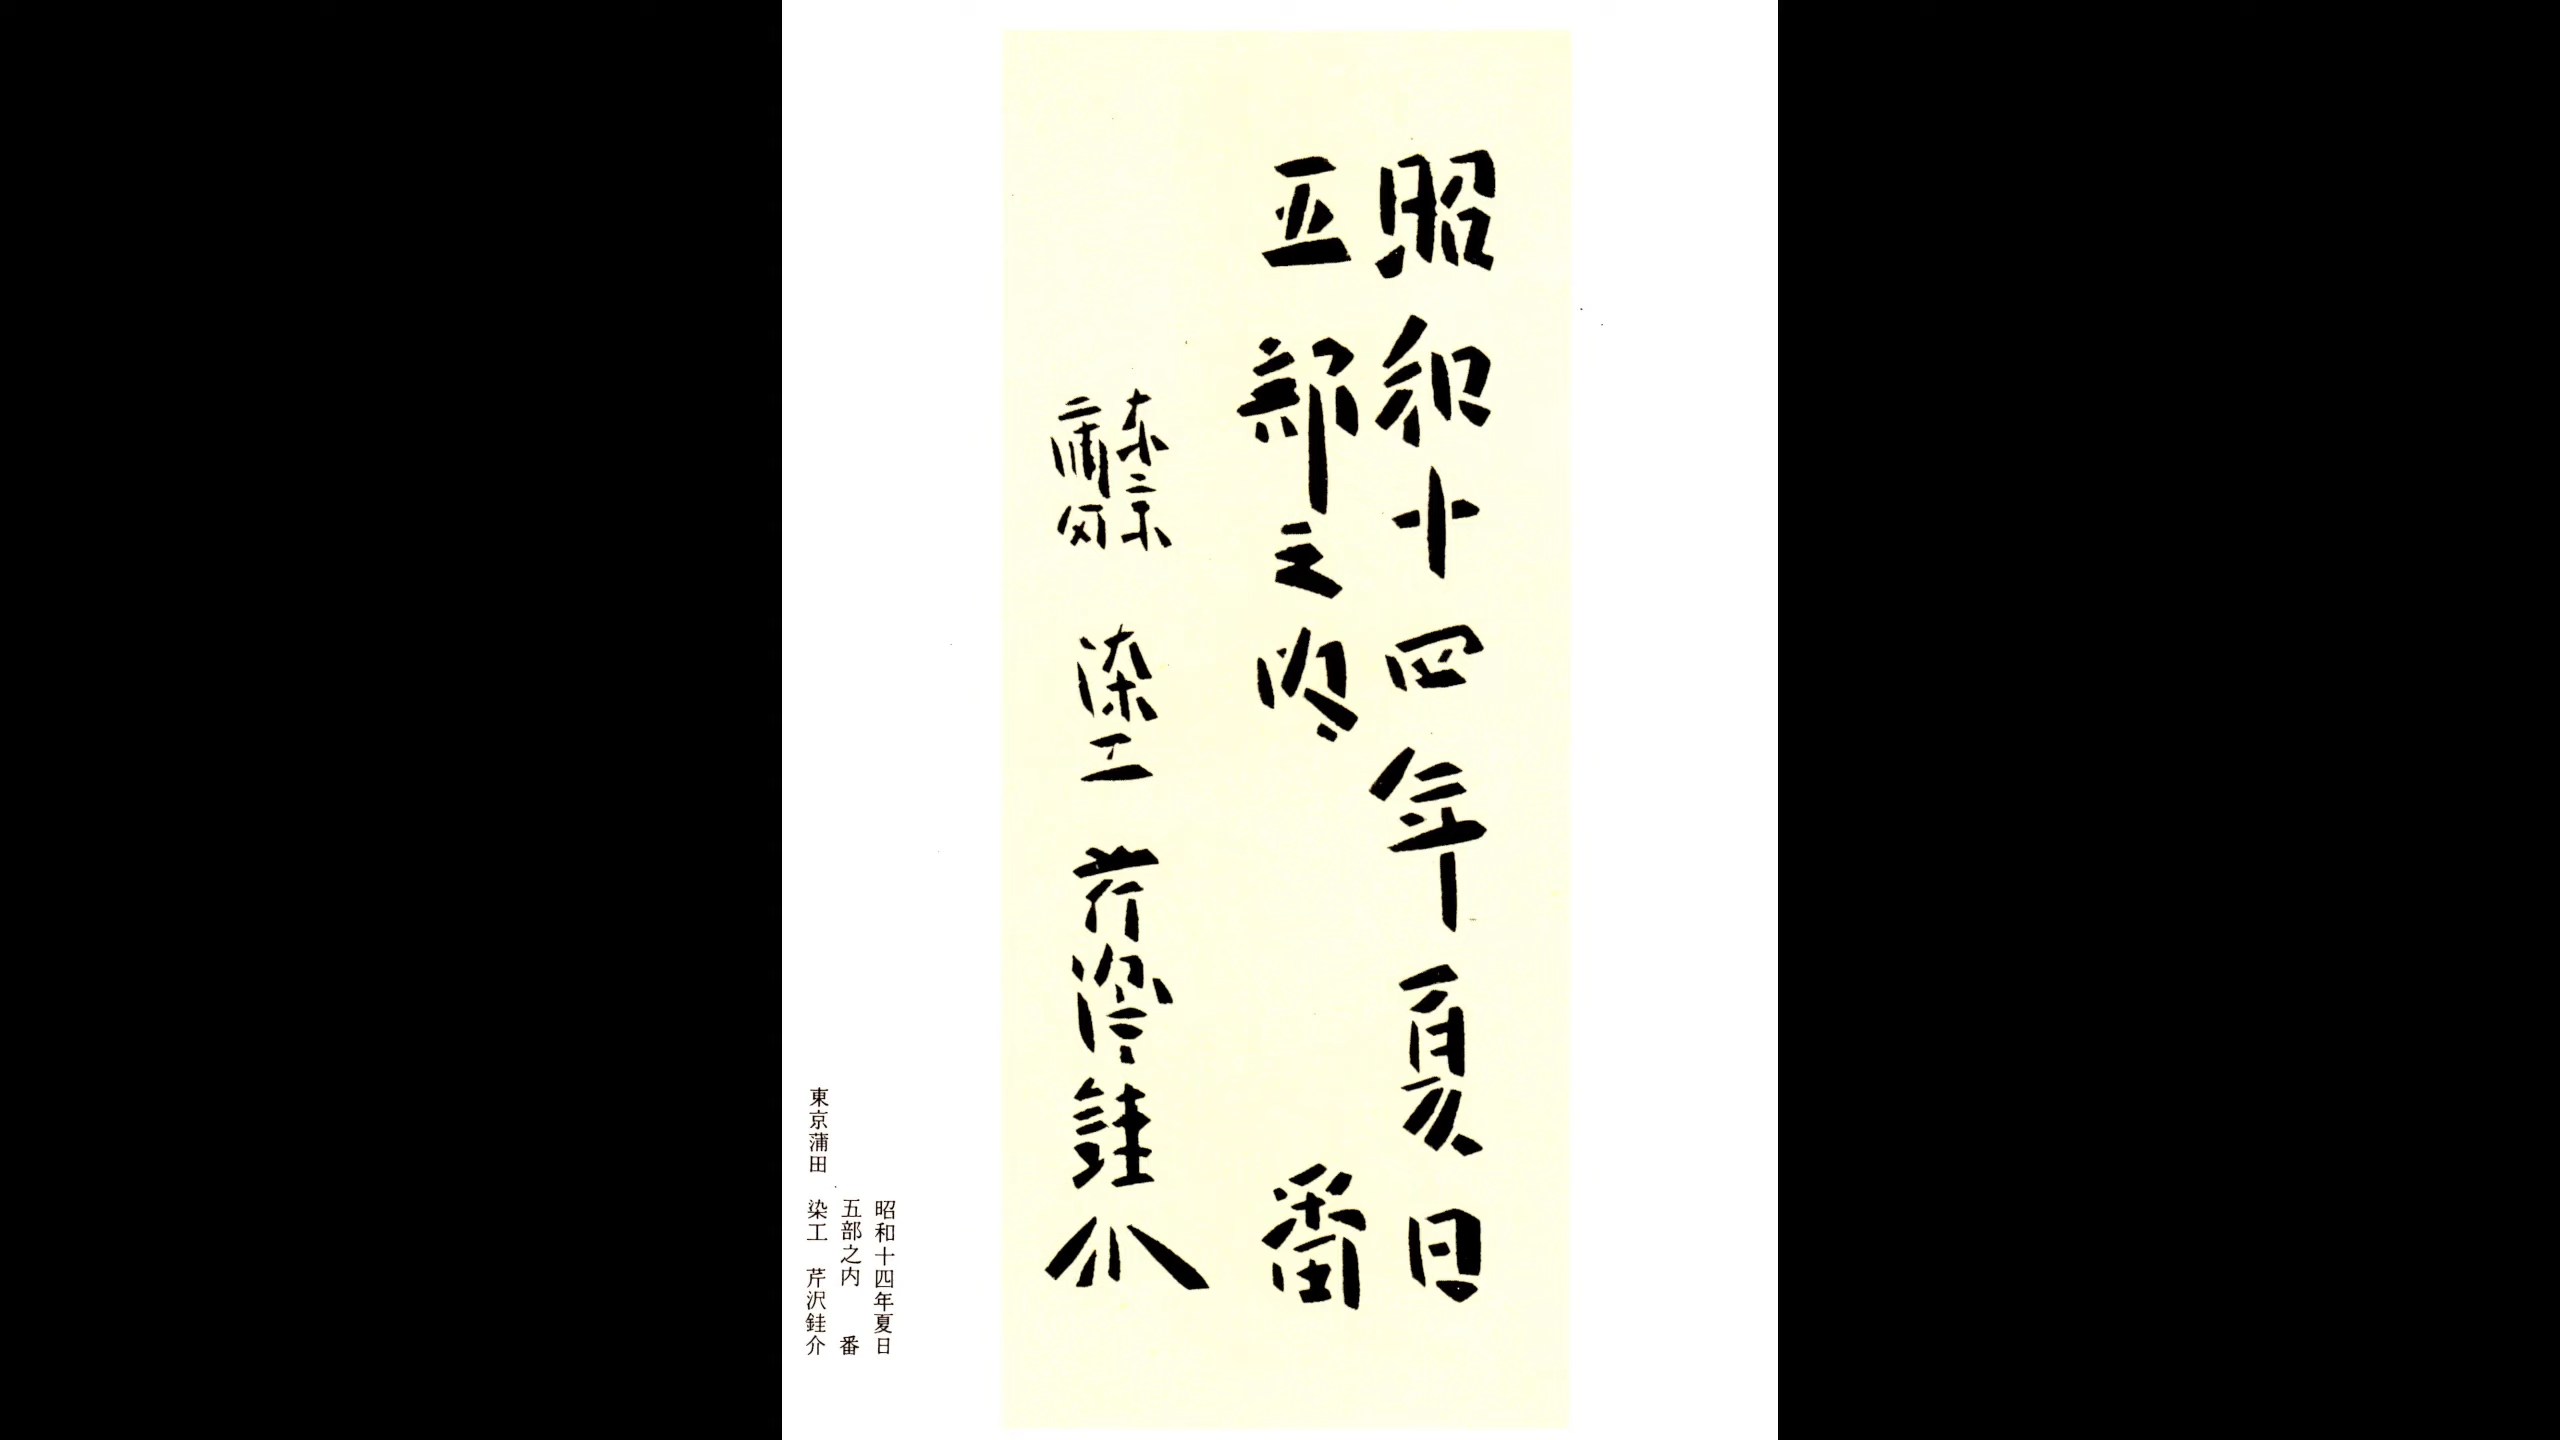 昭和十四年夏日
五部之内 番
東京蒲田 染工 芹沢銈介
昭和十四年夏日
五部之内 番
東京蒲田 染工 芹沢銈介